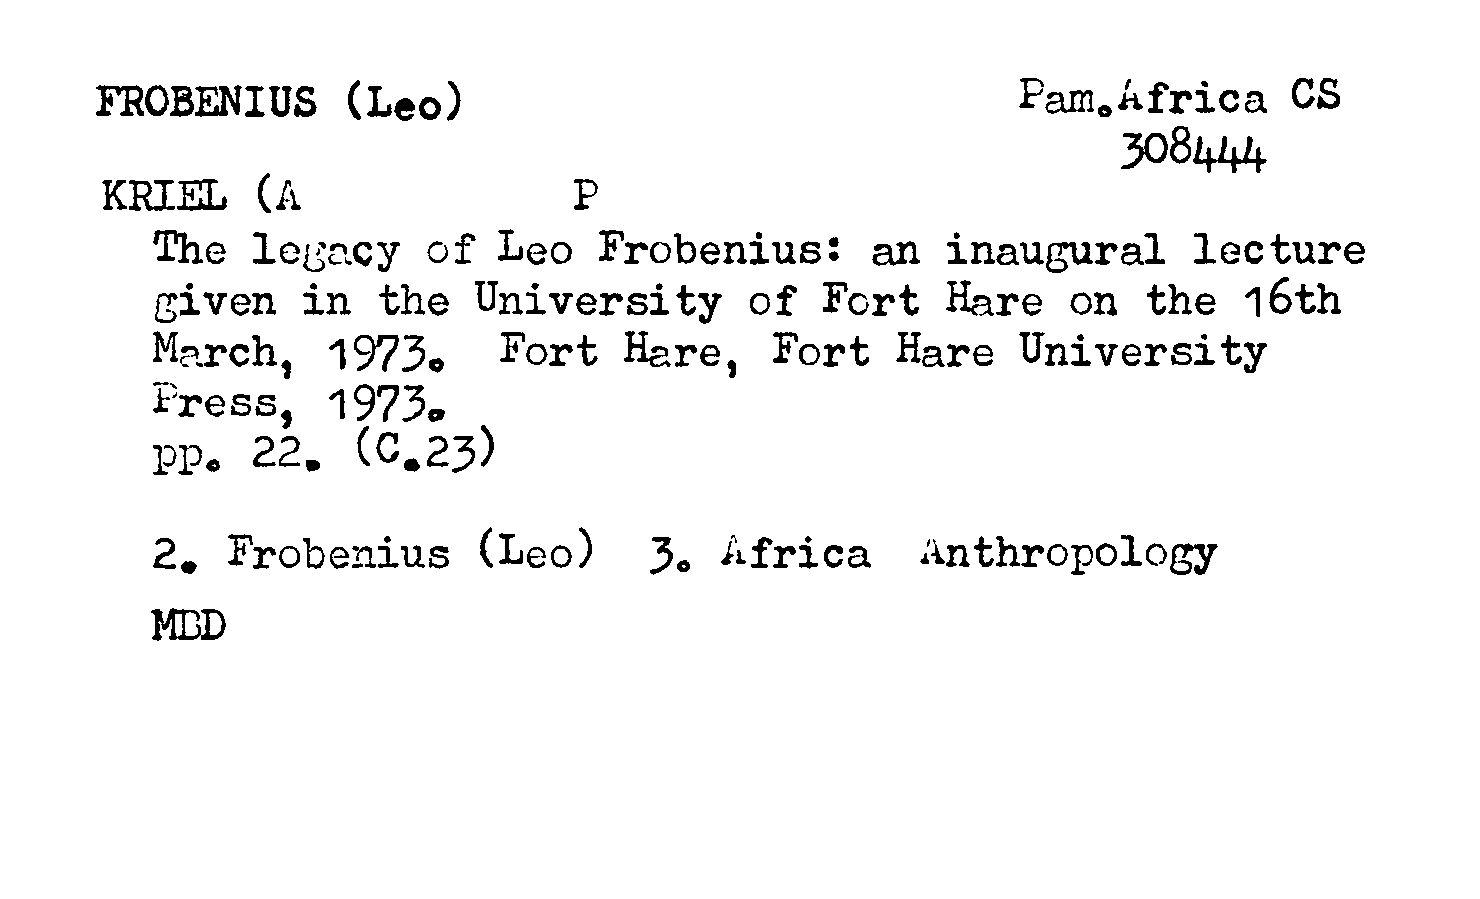 FROBENIUS (Leo)
Pam.Africa CS
308444
KRIEL (A P
The legacy of Leo Frobenius: an inaugural lecture
given in the University of Fort Hare on the 16th
March, 1973. Fort Hare, Fort Hare University
Press, 1973.
pp. 22. (C.23)
2. Frobenius (Leo) 3. Africa Anthropology
MBD